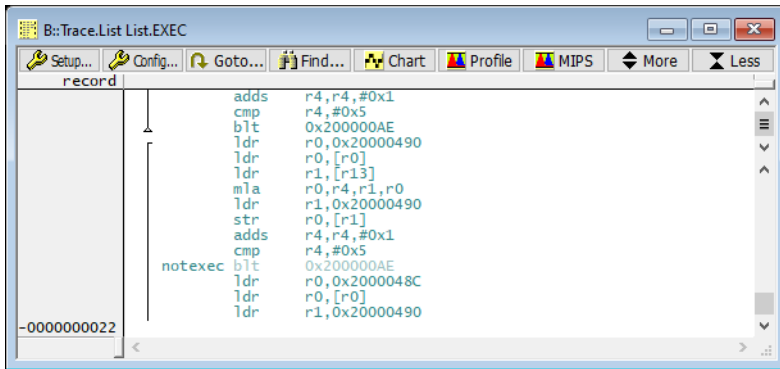 B::Trace.List List.EXEC
Setup... Config... Goto... Find... Chart Profile MIPS More Less
record
adds r4,r4,#0x1
cmp r4,#0x5
blt 0x200000AE
ldr r0,0x20000490
ldr r0,[r0]
ldr r1,[r13]
mla r0,r4,r1,r0
ldr r1,0x20000490
str r0,[r1]
adds r4,r4,#0x1
cmp r4,#0x5
notexec blt 0x200000AE
ldr r0,0x2000048C
ldr r0,[r0]
ldr r1,0x20000490
-0000000022